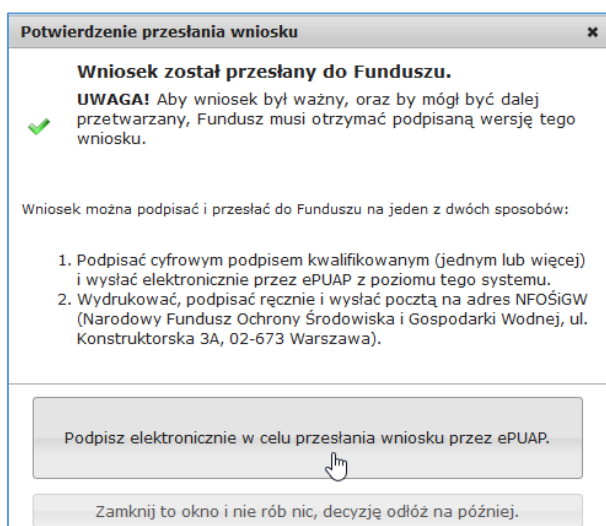 Potwierdzenie przesłania wniosku
Wniosek został przesłany do Funduszu.
UWAGA! Aby wniosek był ważny, oraz by mógł być dalej
przetwarzany, Fundusz musi otrzymać podpisaną wersję tego
wniosku.
Wniosek można podpisać i przesłać do Funduszu na jeden z dwóch sposobów:
1. Podpisać cyfrowym podpisem kwalifikowanym (jednym lub więcej)
i wysłać elektronicznie przez ePUAP z poziomu tego systemu.
2. Wydrukować, podpisać ręcznie i wysłać pocztą na adres NFOŚiGW
(Narodowy Fundusz Ochrony Środowiska i Gospodarki Wodnej, ul.
Konstruktorska 3A, 02-673 Warszawa).
Podpisz elektronicznie w celu przesłania wniosku przez ePUAP.
Zamknij to okno i nie rób nic, decyzję odłóż na później.